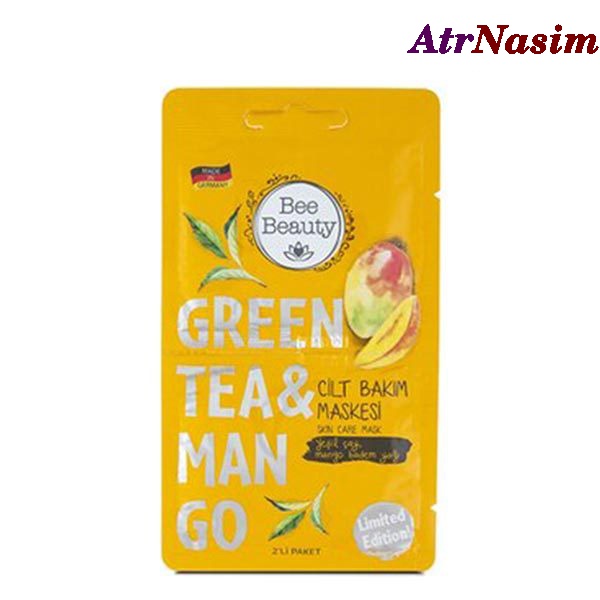 AtrNasim
MADE
IN
GERMANY
Bee
Beauty
GREEN
TEA&
MAN
GO
CİLT BAKIM
MASKESİ
SKIN CARE MASK
yeşil çay,
mango badem yağı
Limited
Edition!
2'Lİ PAKET